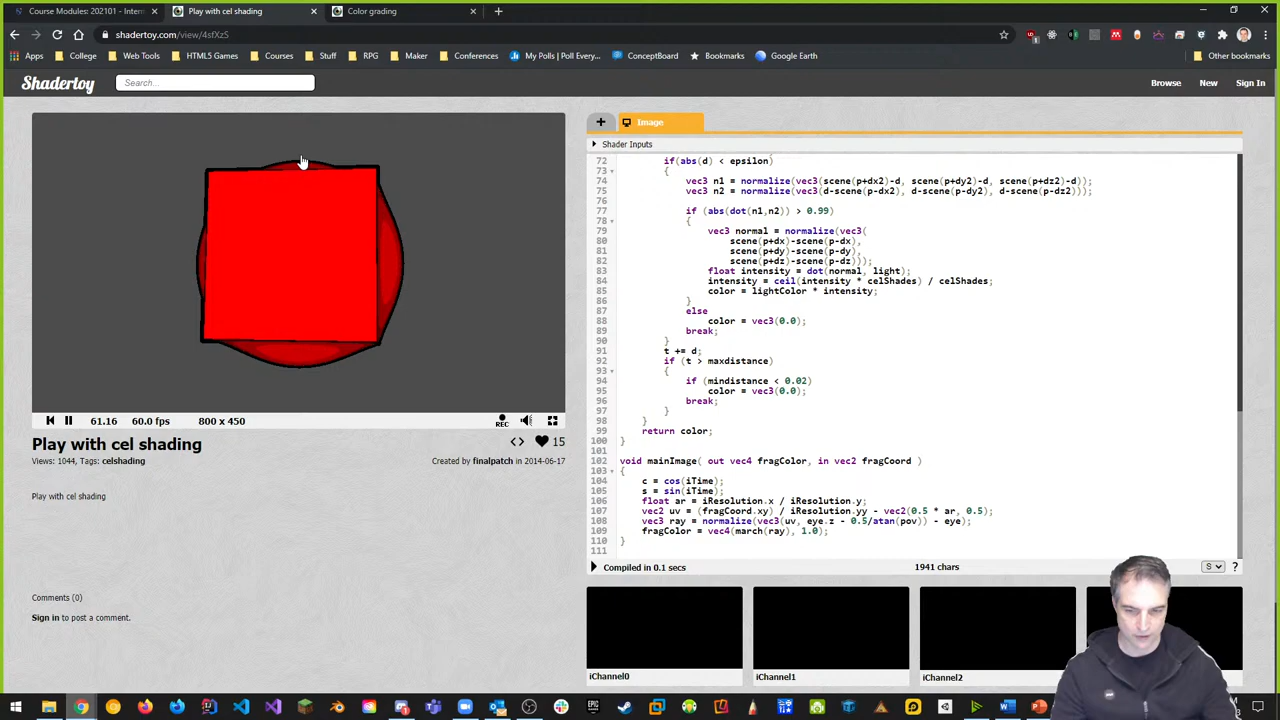 Course Modules: 202101 - Intern
Play with cel shading
Color grading
shadertoy.com/view/4sfXzS
Apps
College
Web Tools
HTML5 Games
Courses
Stuff
RPG
Maker
Conferences
My Polls | Poll Every...
ConceptBoard
Bookmarks
Google Earth
Other bookmarks
Shadertoy
Search...
Browse
New
Sign In
+
Image
Shader Inputs
72 if(abs(d) < epsilon)
73 {
74 vec3 n1 = normalize(vec3(scene(p+dx2)-d, scene(p+dy2)-d, scene(p+dz2)-d));
75 vec3 n2 = normalize(vec3(d-scene(p-dx2), d-scene(p-dy2), d-scene(p-dz2)));
76
77 if (abs(dot(n1,n2)) > 0.99)
78 {
79 vec3 normal = normalize(vec3(
80 scene(p+dx)-scene(p-dx),
81 scene(p+dy)-scene(p-dy),
82 scene(p+dz)-scene(p-dz)));
83 float intensity = dot(normal, light);
84 intensity = ceil(intensity * celShades) / celShades;
85 color = lightColor * intensity;
86 }
87 else
88 color = vec3(0.0);
89 break;
90 }
91 t += d;
92 if (t > maxdistance)
93 {
94 if (mindistance < 0.02)
95 color = vec3(0.0);
96 break;
97 }
98 }
99 return color;
100 }
101
102 void mainImage( out vec4 fragColor, in vec2 fragCoord )
103 {
104 c = cos(iTime);
105 s = sin(iTime);
106 float ar = iResolution.x / iResolution.y;
107 vec2 uv = (fragCoord.xy) / iResolution.yy - vec2(0.5 * ar, 0.5);
108 vec3 ray = normalize(vec3(uv, eye.z - 0.5/atan(pov)) - eye);
109 fragColor = vec4(march(ray), 1.0);
110 }
111
61.16
60.0 fps
800 x 450
REC
Play with cel shading
15
Views: 1044, Tags: celshading
Created by finalpatch in 2014-06-17
Play with cel shading
Comments (0)
Sign in to post a comment.
Compiled in 0.1 secs
1941 chars
S
?
iChannel0
iChannel1
iChannel2